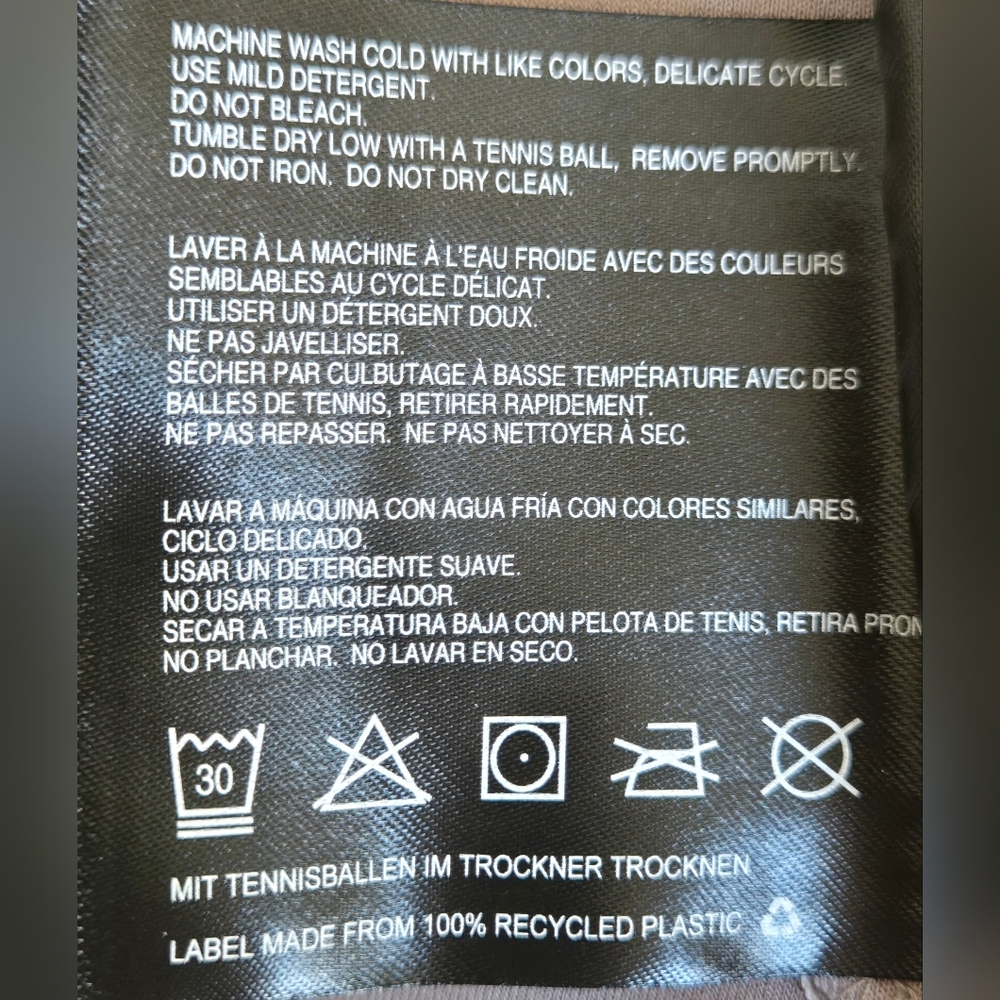 MACHINE WASH COLD WITH LIKE COLORS, DELICATE CYCLE.
USE MILD DETERGENT.
DO NOT BLEACH.
TUMBLE DRY LOW WITH A TENNIS BALL, REMOVE PROMPTLY.
DO NOT IRON. DO NOT DRY CLEAN.
LAVER À LA MACHINE À L'EAU FROIDE AVEC DES COULEURS
SEMBLABLES AU CYCLE DÉLICAT.
UTILISER UN DÉTERGENT DOUX.
NE PAS JAVELLISER.
SÉCHER PAR CULBUTAGE À BASSE TEMPÉRATURE AVEC DES
BALLES DE TENNIS, RETIRER RAPIDEMENT.
NE PAS REPASSER. NE PAS NETTOYER À SEC.
LAVAR A MÁQUINA CON AGUA FRÍA CON COLORES SIMILARES,
CICLO DELICADO.
USAR UN DETERGENTE SUAVE.
NO USAR BLANQUEADOR.
SECAR A TEMPERATURA BAJA CON PELOTA DE TENIS, RETIRA
NO PLANCHAR. NO LAVAR EN SECO.
30
MIT TENNISBALLEN IM TROCKNER TROCKNEN
LABEL MADE FROM 100% RECYCLED PLASTIC